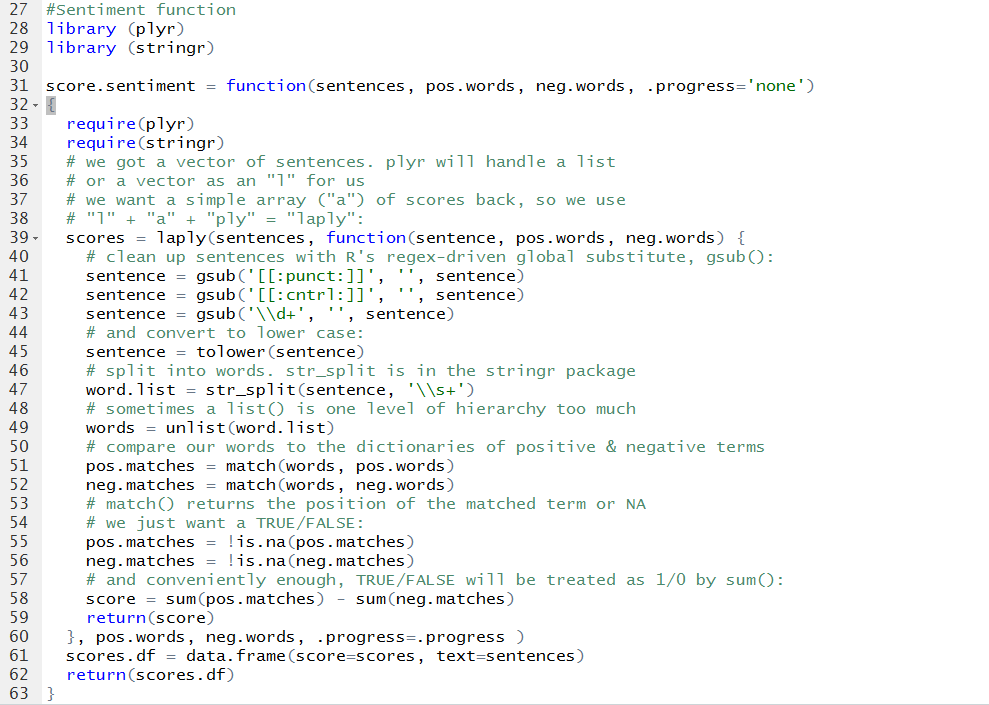 27 #Sentiment function
28 library (plyr)
29 library (stringr)
30
31 score.sentiment = function(sentences, pos.words, neg.words, .progress='none')
32 {
33   require(plyr)
34   require(stringr)
35   # we got a vector of sentences. plyr will handle a list
36   # or a vector as an "l" for us
37   # we want a simple array ("a") of scores back, so we use
38   # "l" + "a" + "ply" = "laply":
39   scores = laply(sentences, function(sentence, pos.words, neg.words) {
40     # clean up sentences with R's regex-driven global substitute, gsub():
41     sentence = gsub('[[:punct:]]', '', sentence)
42     sentence = gsub('[[:cntrl:]]', '', sentence)
43     sentence = gsub('\\d+', '', sentence)
44     # and convert to lower case:
45     sentence = tolower(sentence)
46     # split into words. str_split is in the stringr package
47     word.list = str_split(sentence, '\\s+')
48     # sometimes a list() is one level of hierarchy too much
49     words = unlist(word.list)
50     # compare our words to the dictionaries of positive & negative terms
51     pos.matches = match(words, pos.words)
52     neg.matches = match(words, neg.words)
53     # match() returns the position of the matched term or NA
54     # we just want a TRUE/FALSE:
55     pos.matches = !is.na(pos.matches)
56     neg.matches = !is.na(neg.matches)
57     # and conveniently enough, TRUE/FALSE will be treated as 1/0 by sum():
58     score = sum(pos.matches) - sum(neg.matches)
59     return(score)
60   }, pos.words, neg.words, .progress=.progress )
61   scores.df = data.frame(score=scores, text=sentences)
62   return(scores.df)
63 }